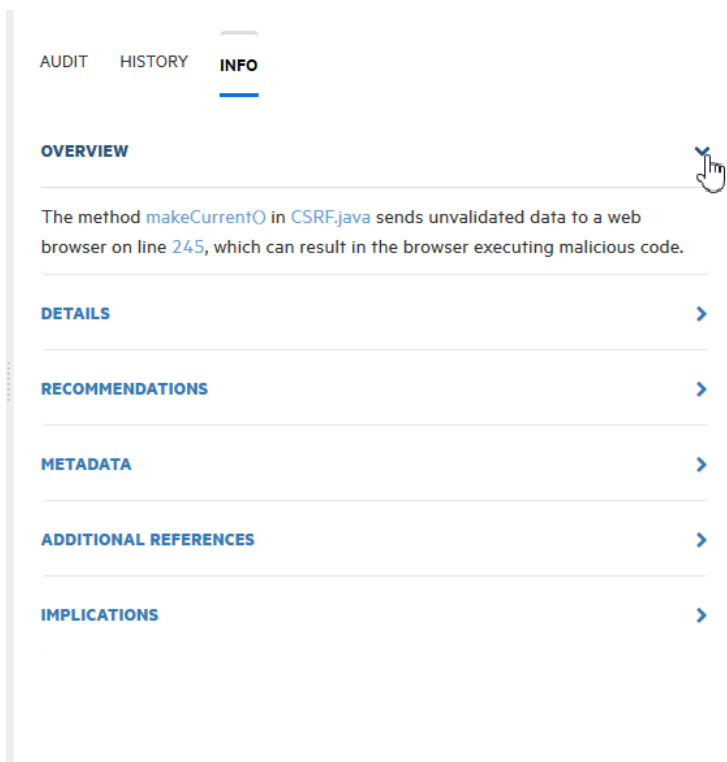 AUDIT HISTORY INFO
OVERVIEW
The method makeCurrent() in CSRF.java sends unvalidated data to a web
browser on line 245, which can result in the browser executing malicious code.
DETAILS
RECOMMENDATIONS
METADATA
ADDITIONAL REFERENCES
IMPLICATIONS